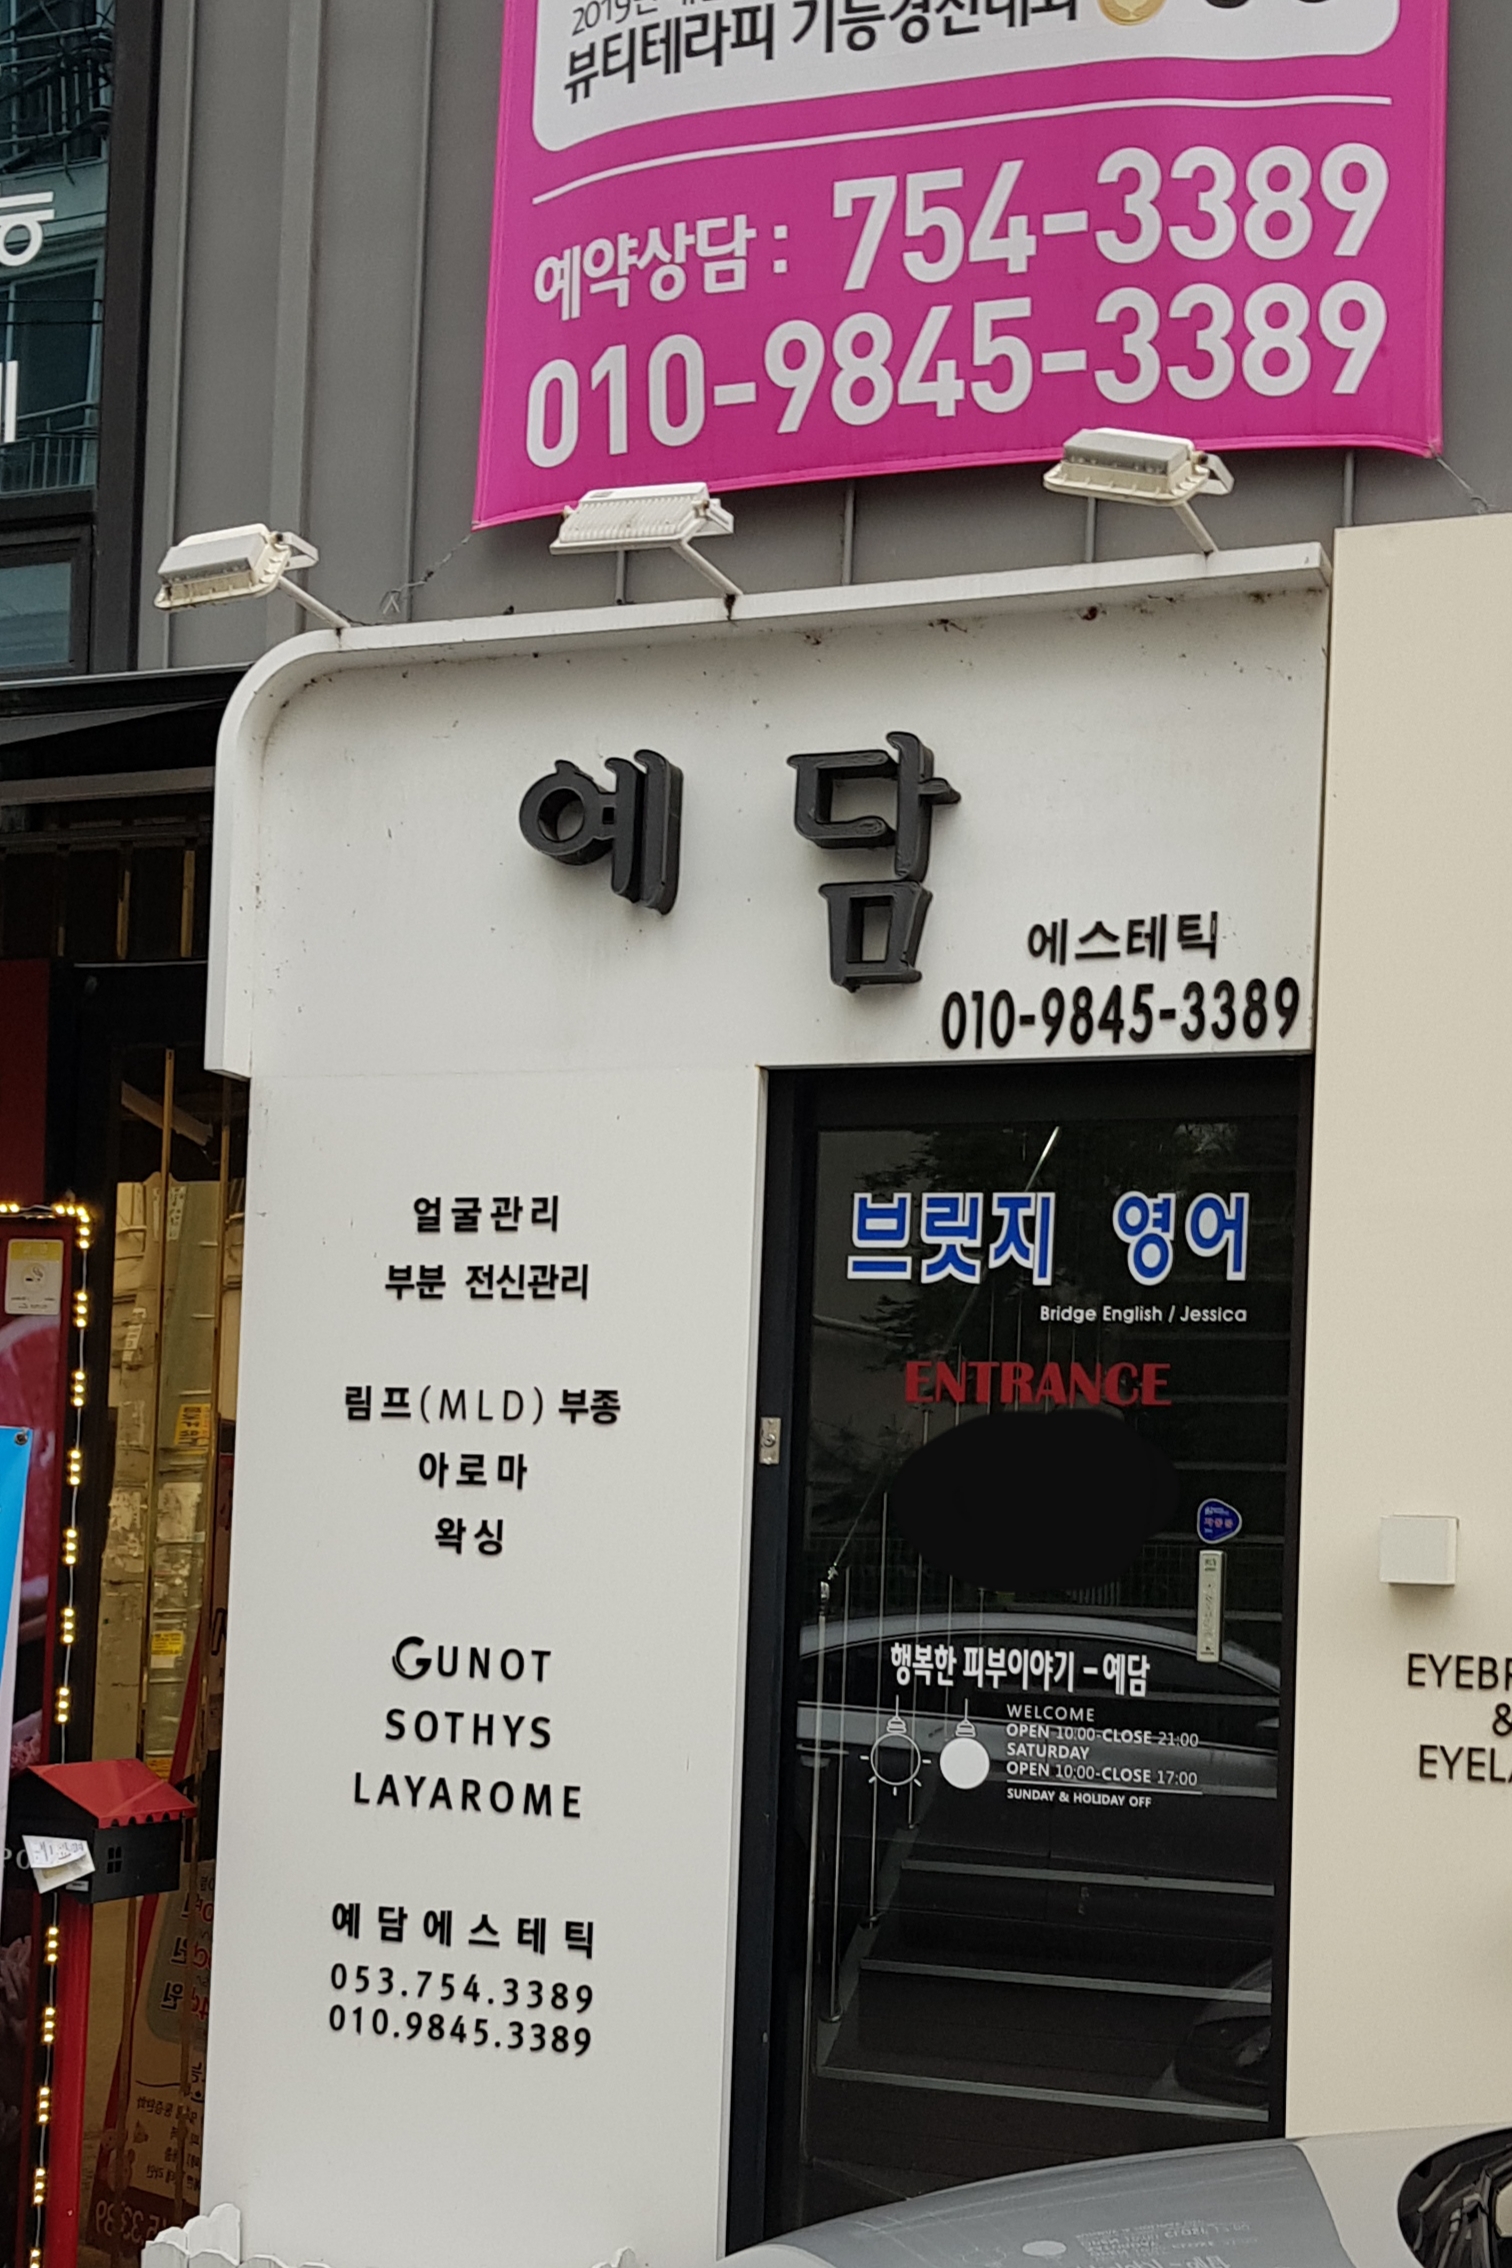 뷰티테라피 기능경진대회
예약상담 : 754-3389
010-9845-3389
예담
에스테틱
010-9845-3389
얼굴관리
부분 전신관리
림프(MLD) 부종
아로마
왁싱
GUNOT
SOTHYS
LAYAROME
예담에스테틱
053.754.3389
010.9845.3389
브릿지 영어
Bridge English / Jessica
ENTRANCE
행복한 피부이야기 - 예담
WELCOME
OPEN 10:00-CLOSE 21:00
SATURDAY
OPEN 10:00-CLOSE 17:00
SUNDAY & HOLIDAY OFF
&